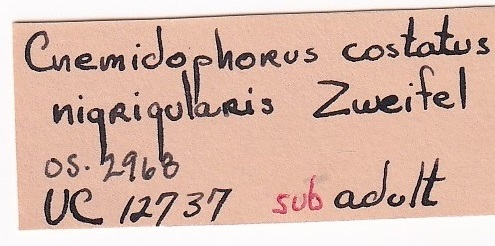 Cnemidophorus costatus
nigrigularis Zweifel
OS. 2968
UC 12737 sub adult